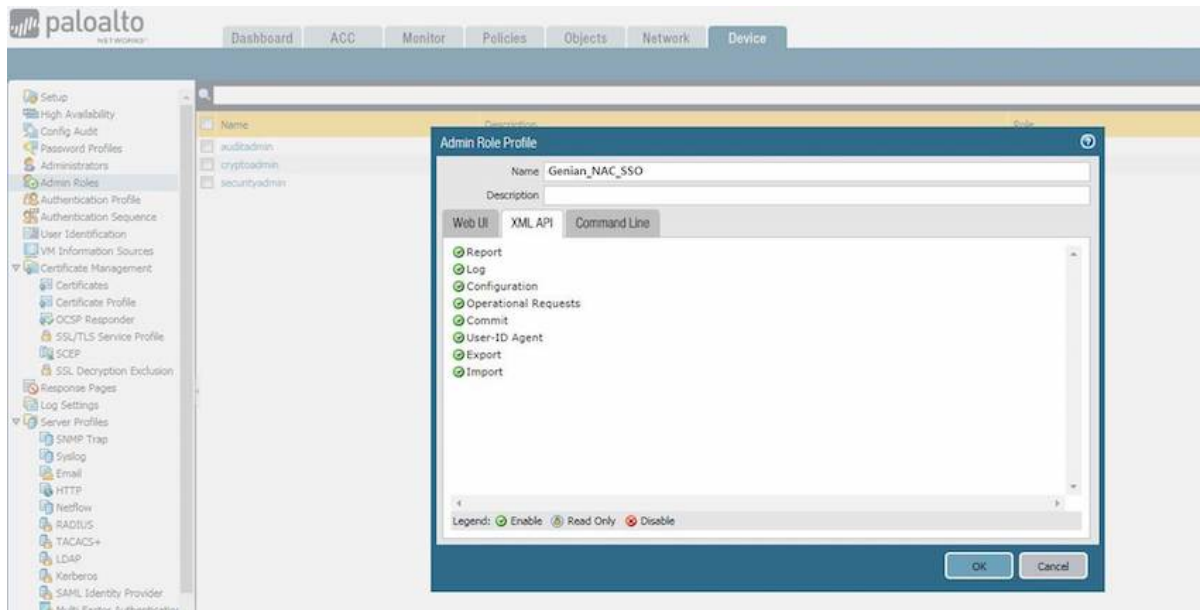 paloalto
NETWORKS
Dashboard ACC Monitor Policies Objects Network Device
Setup
High Availability
Config Audit
Password Profiles
Administrators
Admin Roles
Authentication Profile
Authentication Sequence
User Identification
VM Information Sources
Certificate Management
Certificates
Certificate Profile
OCSP Responder
SSL/TLS Service Profile
SCEP
SSL Decryption Exclusion
Response Pages
Log Settings
Server Profiles
SNMP Trap
Syslog
Email
HTTP
Netflow
RADIUS
TACACS+
LDAP
Kerberos
SAML Identity Provider
Multi Factor Authentication
Name Description Role
auditadmin
cryptoadmin
securityadmin
Admin Role Profile
Name Genian_NAC_SSO
Description
Web UI XML API Command Line
Report
Log
Configuration
Operational Requests
Commit
User-ID Agent
Export
Import
Legend: Enable Read Only Disable
OK Cancel